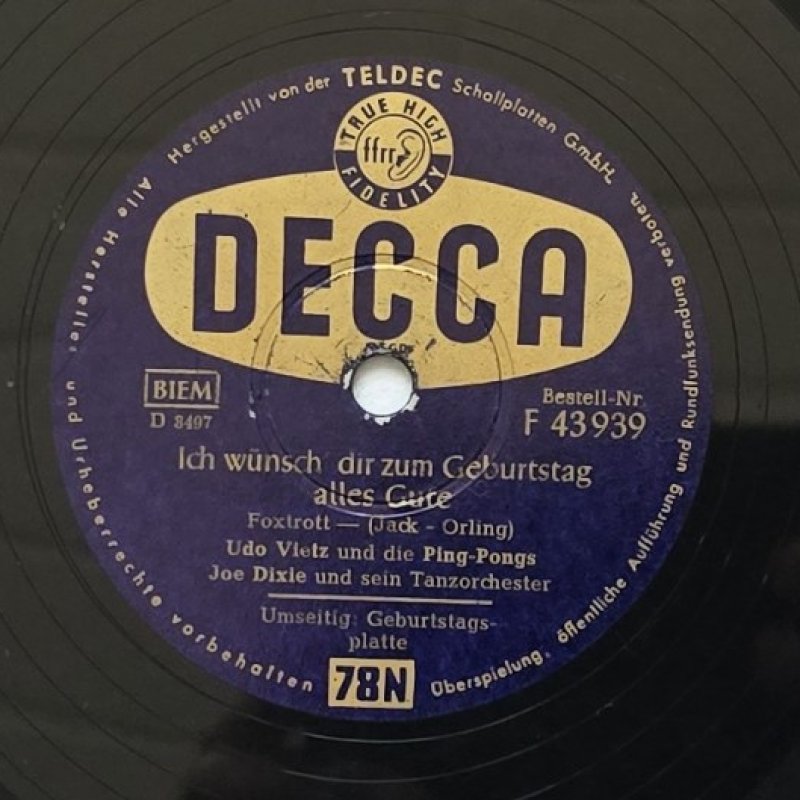 Hergestellt von der TELDEC Schallplatten GmbH.
Alle Hersteller- und Urheberrechte vorbehalten
TRUE HIGH FIDELITY
ffrr
DECCA
BIEM
D 8497
Bestell-Nr
F 43939
Ich wünsch' dir zum Geburtstag
alles Gute
Foxtrott — (Jack - Orling)
Udo Vietz und die Ping-Pongs
Joe Dixie und sein Tanzorchester
Umseitig: Geburtstags-
platte
78N
Überspielung, öffentliche Aufführung und Rundfunksendung verboten.